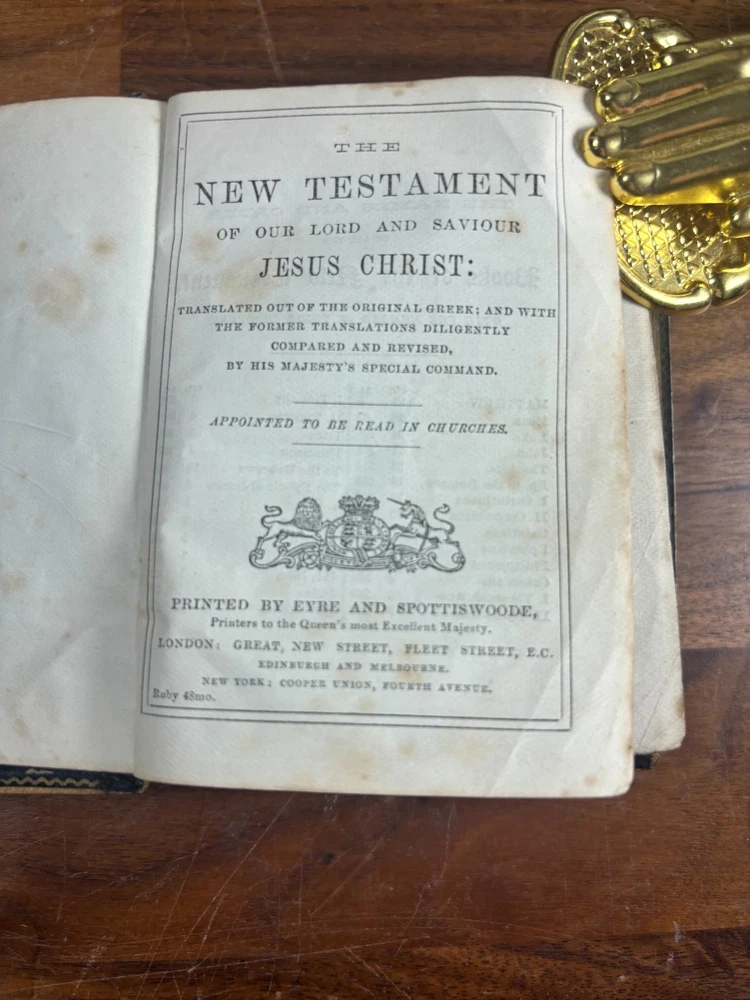 THE
NEW TESTAMENT
OF OUR LORD AND SAVIOUR
JESUS CHRIST:
TRANSLATED OUT OF THE ORIGINAL GREEK; AND WITH
THE FORMER TRANSLATIONS DILIGENTLY
COMPARED AND REVISED,
BY HIS MAJESTY'S SPECIAL COMMAND.
APPOINTED TO BE READ IN CHURCHES.
PRINTED BY EYRE AND SPOTTISWOODE,
Printers to the Queen's most Excellent Majesty.
LONDON: GREAT, NEW STREET, FLEET STREET, E.C.
EDINBURGH AND MELBOURNE.
NEW YORK: COOPER UNION, FOURTH AVENUE.
Ruby 48mo.